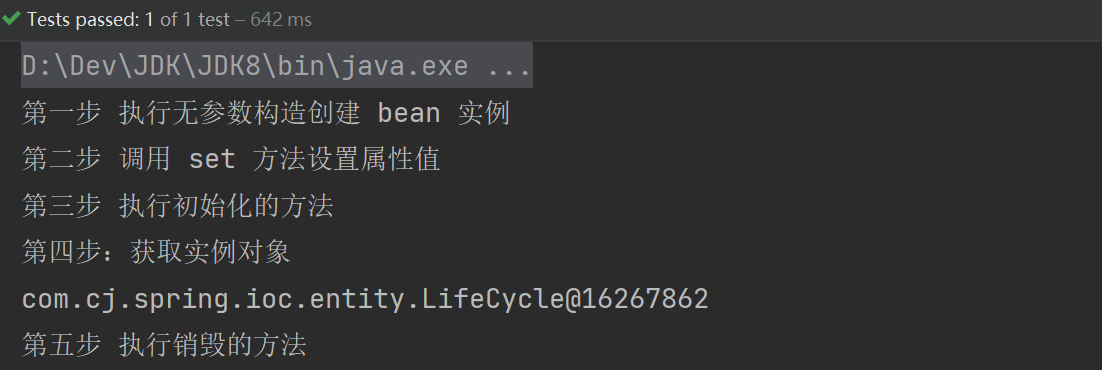 Tests passed: 1 of 1 test – 642 ms
D:\Dev\JDK\JDK8\bin\java.exe ...
第一步 执行无参数构造创建 bean 实例
第二步 调用 set 方法设置属性值
第三步 执行初始化的方法
第四步：获取实例对象
com.cj.spring.ioc.entity.LifeCycle@16267862
第五步 执行销毁的方法